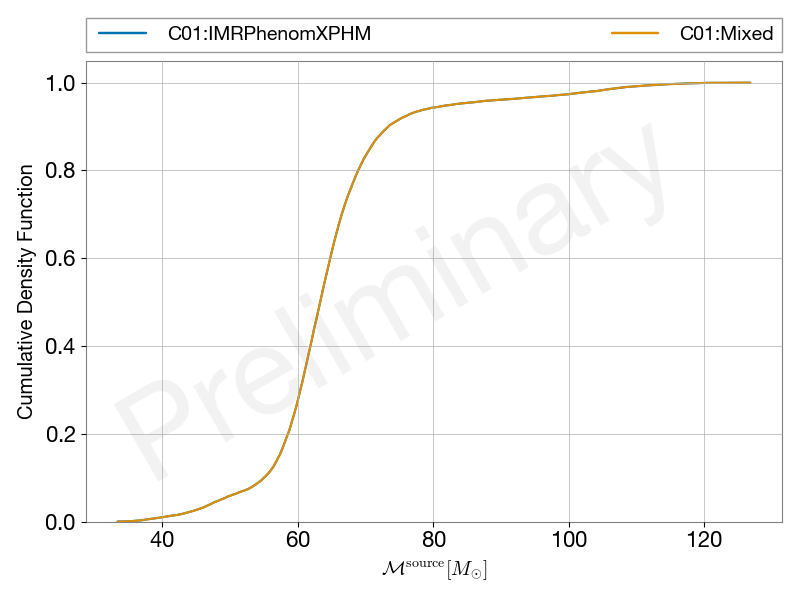 C01:IMRPhenomXPHM C01:Mixed
1.0
0.8
0.6
0.4
0.2
0.0
Cumulative Density Function
Preliminary
40 60 80 100 120
ℳ^source [M_⊙]